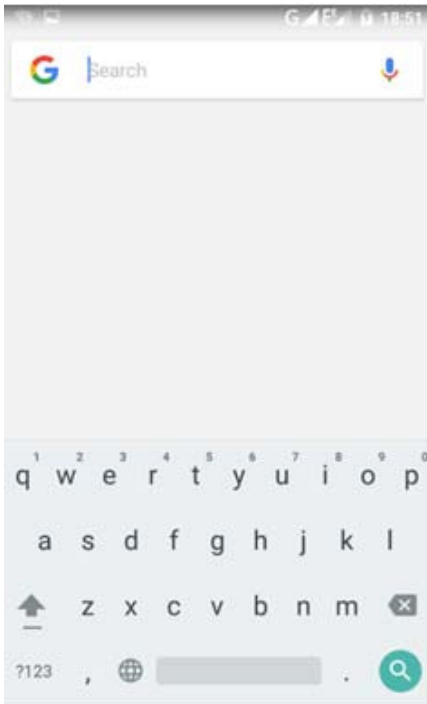 G E 18:51
G Search
1 2 3 4 5 6 7 8 9 0
q w e r t y u i o p
a s d f g h j k l
z x c v b n m
?123 , .